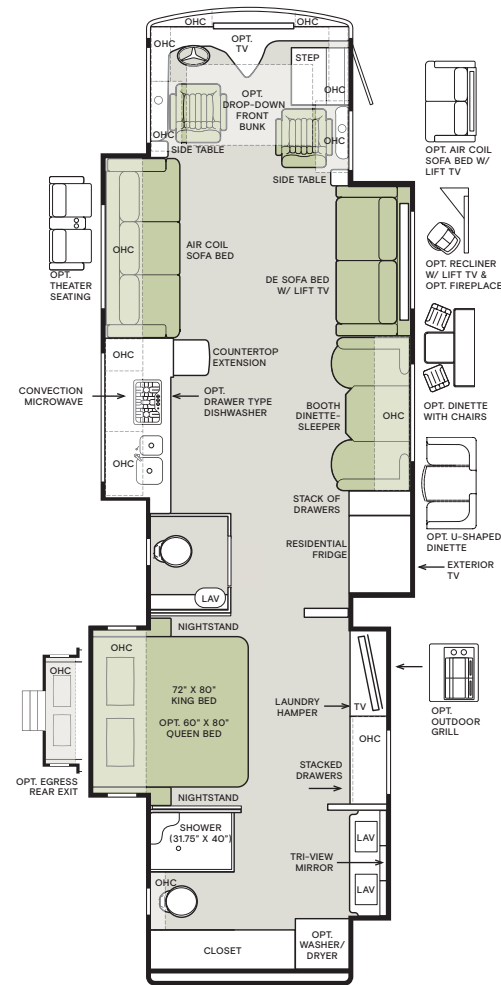 OHC
OHC
OPT.
TV
OHC
STEP
OPT.
DROP-DOWN
FRONT
BUNK
OHC
OHC
OHC
SIDE TABLE
SIDE TABLE
OPT. AIR COIL
SOFA BED W/
LIFT TV
OPT.
THEATER
SEATING
OHC
AIR COIL
SOFA BED
DE SOFA BED
W/ LIFT TV
OPT. RECLINER
W/ LIFT TV &
OPT. FIREPLACE
OHC
COUNTERTOP
EXTENSION
CONVECTION
MICROWAVE
OPT.
DRAWER TYPE
DISHWASHER
BOOTH
DINETTE-
SLEEPER
OHC
OPT. DINETTE
WITH CHAIRS
OHC
STACK OF
DRAWERS
OPT. U-SHAPED
DINETTE
RESIDENTIAL
FRIDGE
EXTERIOR
TV
LAV
NIGHTSTAND
OHC
OHC
72" X 80"
KING BED
OPT. 60" X 80"
QUEEN BED
LAUNDRY
HAMPER
TV
OPT.
OUTDOOR
GRILL
OHC
OPT. EGRESS
REAR EXIT
STACKED
DRAWERS
NIGHTSTAND
SHOWER
(31.75" X 40")
LAV
TRI-VIEW
MIRROR
LAV
OHC
CLOSET
OPT.
WASHER/
DRYER